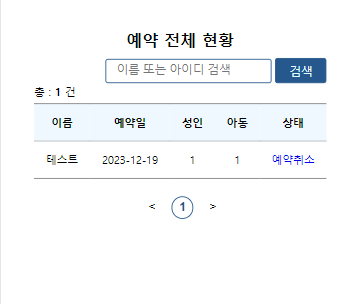 예약 전체 현황
이름 또는 아이디 검색 검색
총 : 1 건
이름 예약일 성인 아동 상태
테스트 2023-12-19 1 1 예약취소
< 1 >